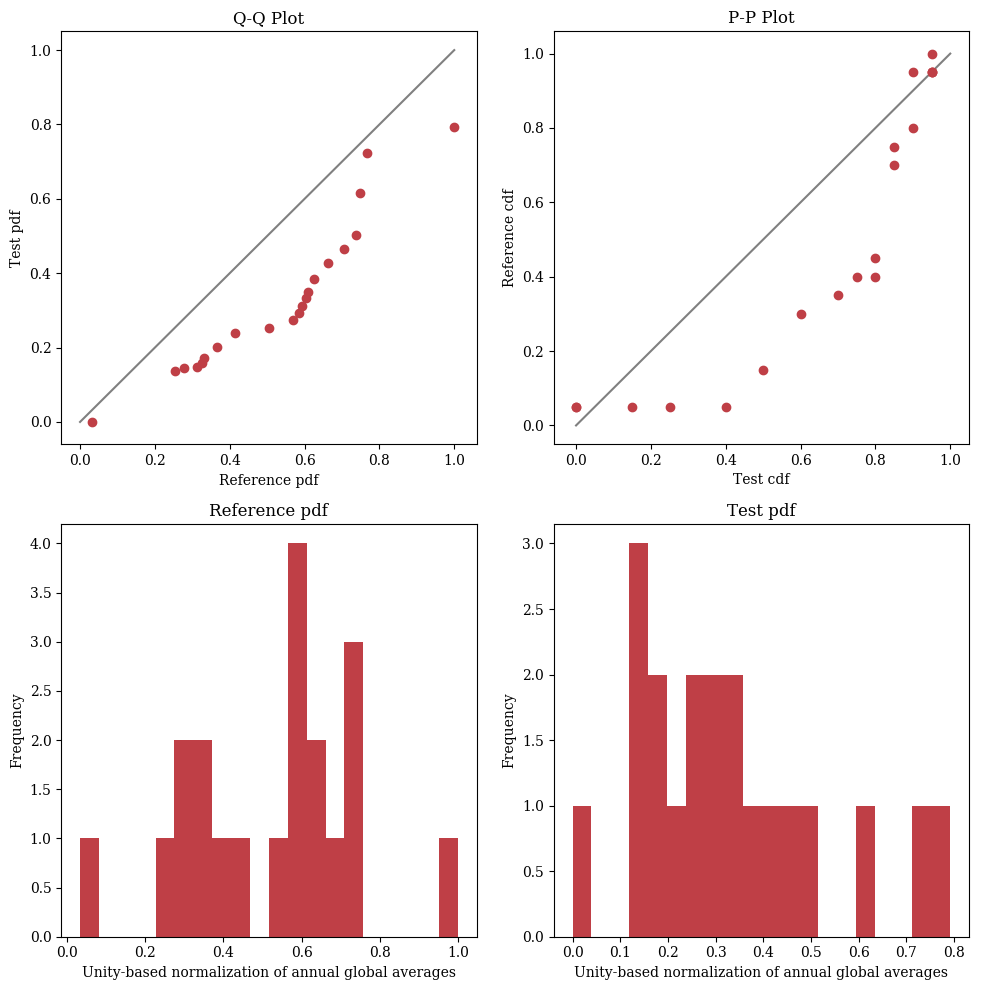 Q-Q Plot
1.0
0.8
0.6
0.4
0.2
0.0
Test pdf
0.0 0.2 0.4 0.6 0.8 1.0
Reference pdf
P-P Plot
1.0
0.8
0.6
0.4
0.2
0.0
Reference cdf
0.0 0.2 0.4 0.6 0.8 1.0
Test cdf
Reference pdf
4.0
3.5
3.0
2.5
2.0
1.5
1.0
0.5
0.0
Frequency
0.0 0.2 0.4 0.6 0.8 1.0
Unity-based normalization of annual global averages
Test pdf
3.0
2.5
2.0
1.5
1.0
0.5
0.0
Frequency
0.0 0.1 0.2 0.3 0.4 0.5 0.6 0.7 0.8
Unity-based normalization of annual global averages